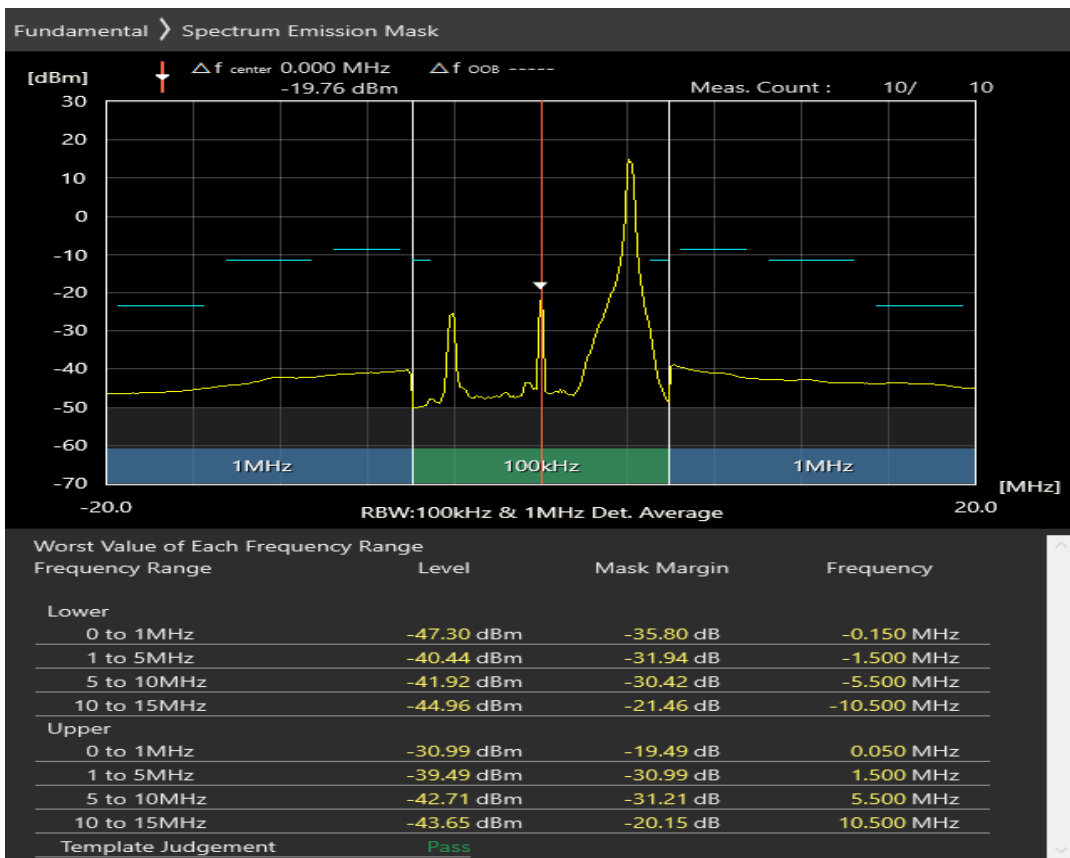 Fundamental 〉 Spectrum Emission Mask
[dBm] △f center 0.000 MHz △f OOB -----
-19.76 dBm Meas. Count : 10/ 10
30
20
10
0
-10
-20
-30
-40
-50
-60
-70
1MHz 100kHz 1MHz
[MHz]
-20.0 RBW:100kHz & 1MHz Det. Average 20.0
Worst Value of Each Frequency Range
Frequency Range Level Mask Margin Frequency
Lower
0 to 1MHz -47.30 dBm -35.80 dB -0.150 MHz
1 to 5MHz -40.44 dBm -31.94 dB -1.500 MHz
5 to 10MHz -41.92 dBm -30.42 dB -5.500 MHz
10 to 15MHz -44.96 dBm -21.46 dB -10.500 MHz
Upper
0 to 1MHz -30.99 dBm -19.49 dB 0.050 MHz
1 to 5MHz -39.49 dBm -30.99 dB 1.500 MHz
5 to 10MHz -42.71 dBm -31.21 dB 5.500 MHz
10 to 15MHz -43.65 dBm -20.15 dB 10.500 MHz
Template Judgement Pass